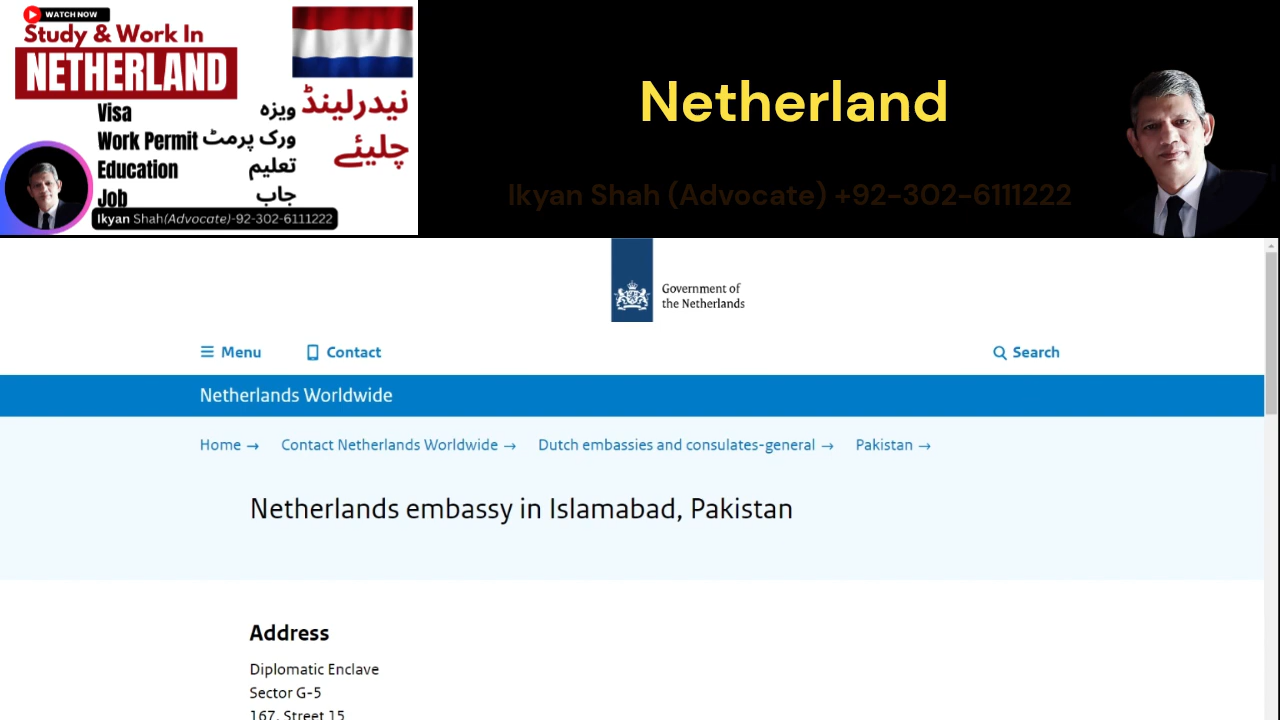 WATCH NOW
Study & Work In
NETHERLAND
Visa
Work Permit
Education
Job
ویزہ
ورک پرمٹ
تعلیم
جاب
نیدرلینڈ
چلیئے
Ikyan Shah(Advocate)-92-302-6111222
Netherland
Ikyan Shah (Advocate) +92-302-6111222
Government of
the Netherlands
Menu
Contact
Search
Netherlands Worldwide
Home → Contact Netherlands Worldwide → Dutch embassies and consulates-general → Pakistan →
Netherlands embassy in Islamabad, Pakistan
Address
Diplomatic Enclave
Sector G-5
167, Street 15